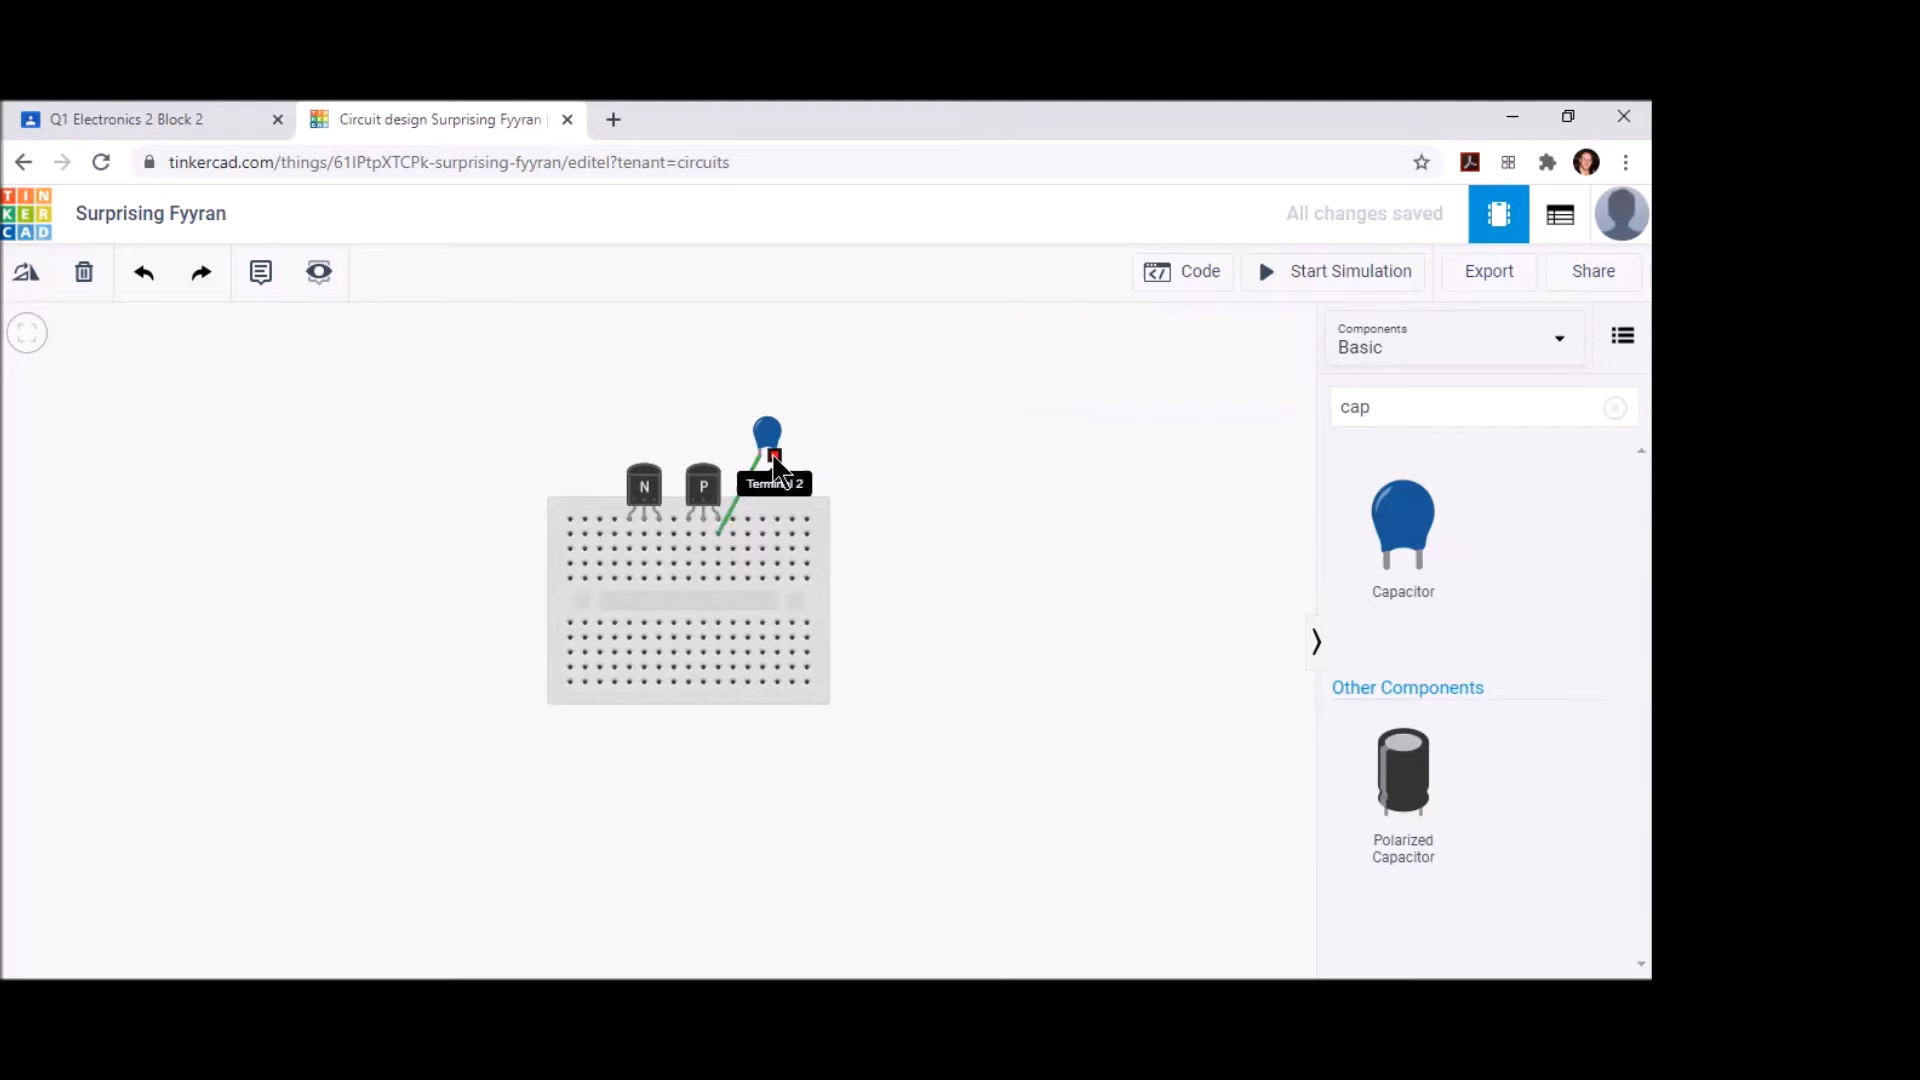 Q1 Electronics 2 Block 2
Circuit design Surprising Fyyran
tinkercad.com/things/61IPtpXTCPk-surprising-fyyran/editel?tenant=circuits
TIN
KER
CAD
Surprising Fyyran
All changes saved
Code
Start Simulation
Export
Share
Components
Basic
cap
N
P
Terminal 2
Capacitor
Other Components
Polarized
Capacitor